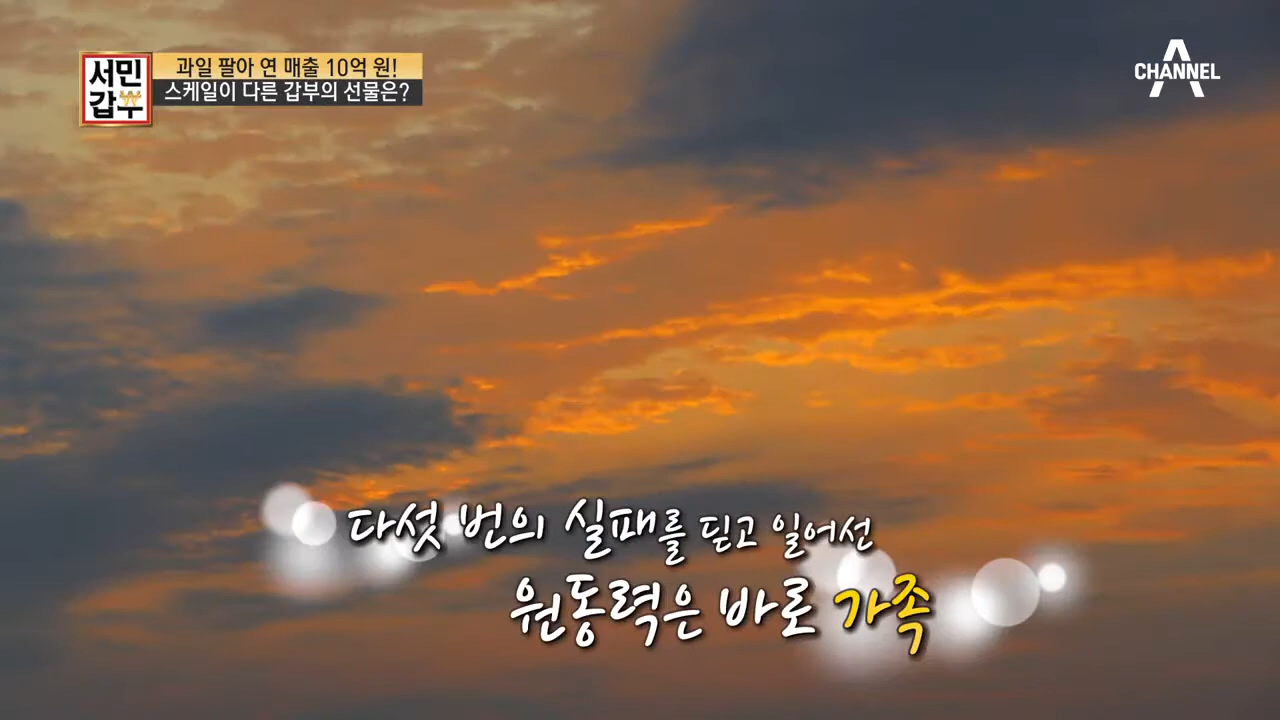 서민
갑부
과일 팔아 연 매출 10억 원!
스케일이 다른 갑부의 선물은?
CHANNEL A
다섯 번의 실패를 딛고 일어선
원동력은 바로 가족